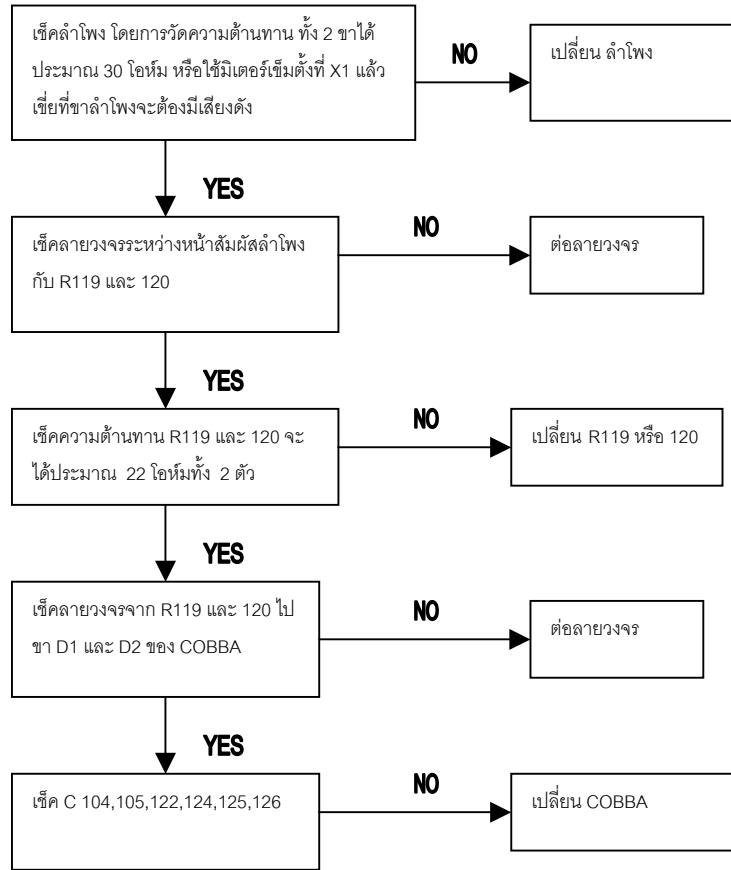 เช็คลำโพง โดยการวัดความต้านทาน ทั้ง 2 ขาได้
ประมาณ 30 โอห์ม หรือใช้มิเตอร์เข็มตั้งที่ X1 แล้ว
เขี่ยที่ขาลำโพงจะต้องมีเสียงดัง
NO
เปลี่ยน ลำโพง
YES
เช็คลายวงจรระหว่างหน้าสัมผัสลำโพง
กับ R119 และ 120
NO
ต่อลายวงจร
YES
เช็คความต้านทาน R119 และ 120 จะ
ได้ประมาณ 22 โอห์มทั้ง 2 ตัว
NO
เปลี่ยน R119 หรือ 120
YES
เช็คลายวงจรจาก R119 และ 120 ไป
ขา D1 และ D2 ของ COBBA
NO
ต่อลายวงจร
YES
เช็ค C 104,105,122,124,125,126
NO
เปลี่ยน COBBA